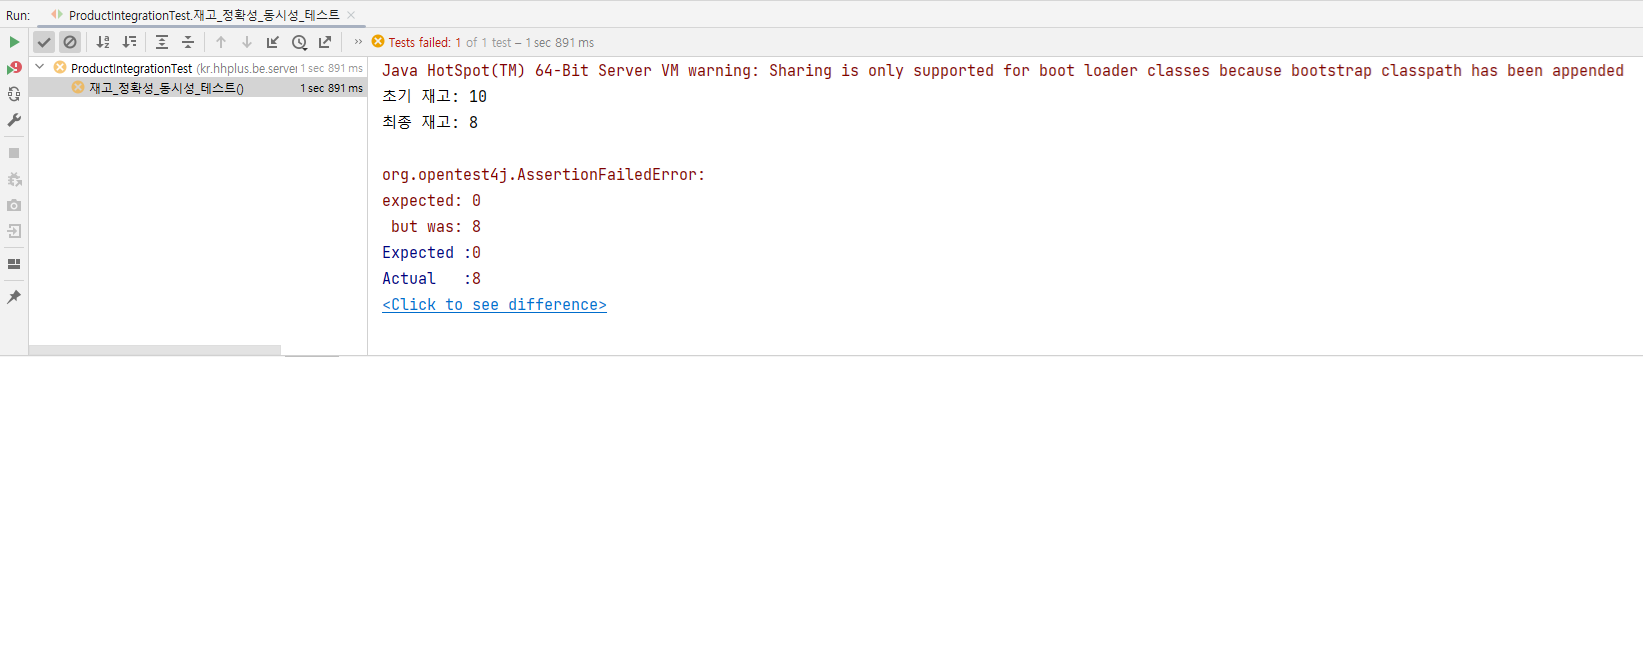 Run: ProductIntegrationTest.재고_정확성_동시성_테스트
Tests failed: 1 of 1 test – 1 sec 891 ms
ProductIntegrationTest (kr.hhplus.be.server 1 sec 891 ms
재고_정확성_동시성_테스트() 1 sec 891 ms
Java HotSpot(TM) 64-Bit Server VM warning: Sharing is only supported for boot loader classes because bootstrap classpath has been appended
초기 재고: 10
최종 재고: 8
org.opentest4j.AssertionFailedError:
expected: 0
but was: 8
Expected :0
Actual :8
<Click to see difference>